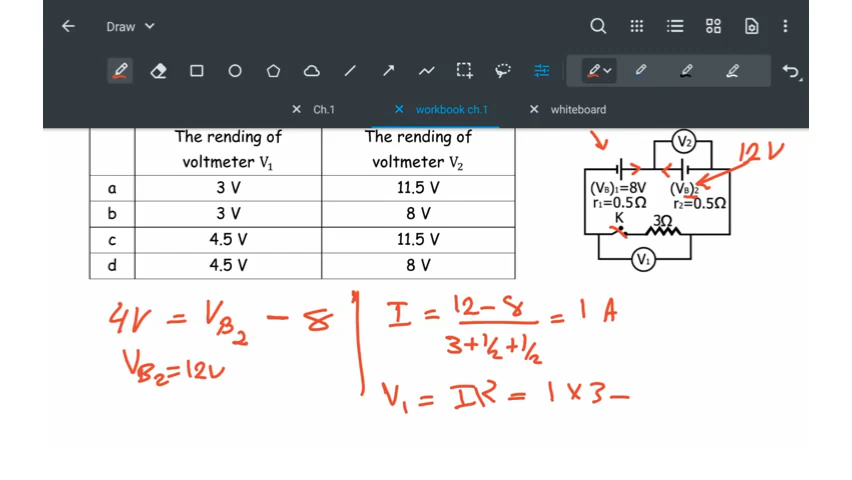 Draw
Ch.1
workbook ch.1
whiteboard
The rending of voltmeter V₁
The rending of voltmeter V₂
a 3 V 11.5 V
b 3 V 8 V
c 4.5 V 11.5 V
d 4.5 V 8 V
V₂
12 V
(V_B)₁=8V (V_B)₂
r₁=0.5Ω r₂=0.5Ω
K 3Ω
V₁
4V = V_B₂ - 8
V_B₂ = 12V
I = (12 - 8)/(3 + 1/2 + 1/2) = 1 A
V₁ = IR = 1 × 3 -